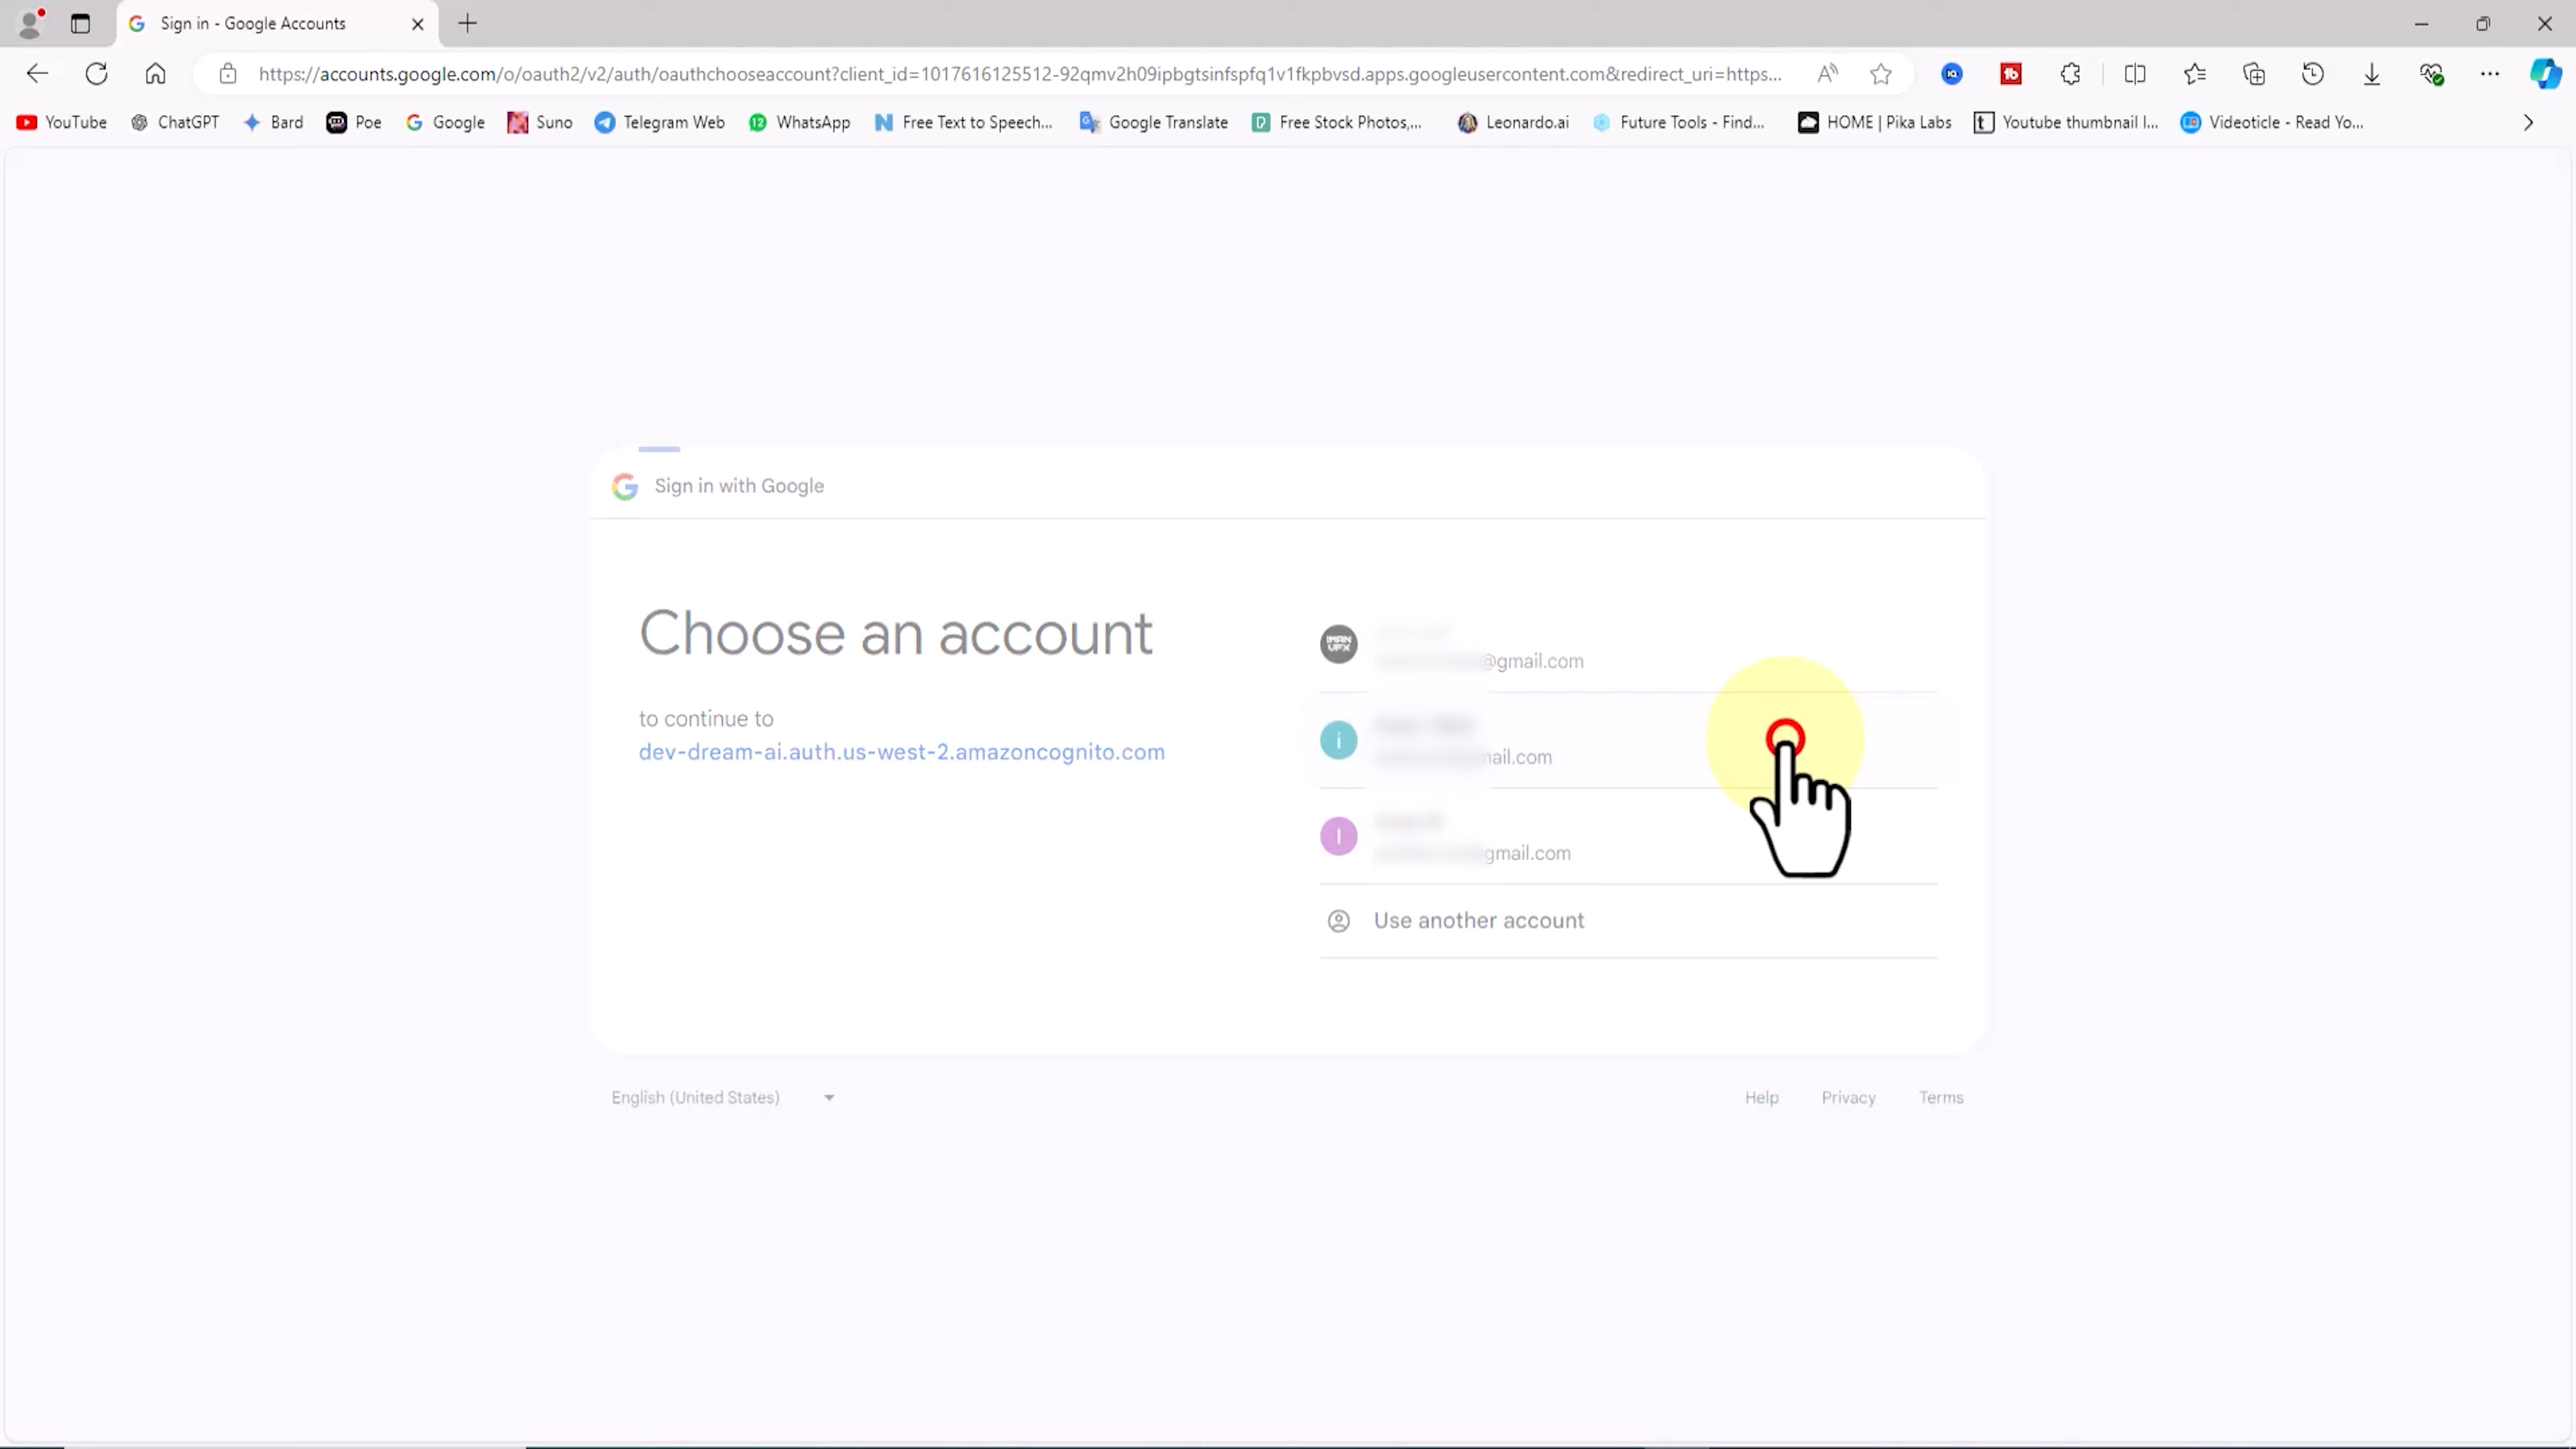 Sign in - Google Accounts
https://accounts.google.com/o/oauth2/v2/auth/oauthchooseaccount?client_id=1017616125512-92qmv2h09ipbgtsinfspfq1v1fkpbvsd.apps.googleusercontent.com&redirect_uri=https...
YouTube ChatGPT Bard Poe Google Suno Telegram Web 12 WhatsApp Free Text to Speech... Google Translate Free Stock Photos,... Leonardo.ai Future Tools - Find... HOME | Pika Labs Youtube thumbnail I... Videoticle - Read Yo...
Sign in with Google
Choose an account
to continue to
dev-dream-ai.auth.us-west-2.amazoncognito.com
IMAN VFX
@gmail.com
i
mail.com
I
gmail.com
Use another account
English (United States)
Help Privacy Terms